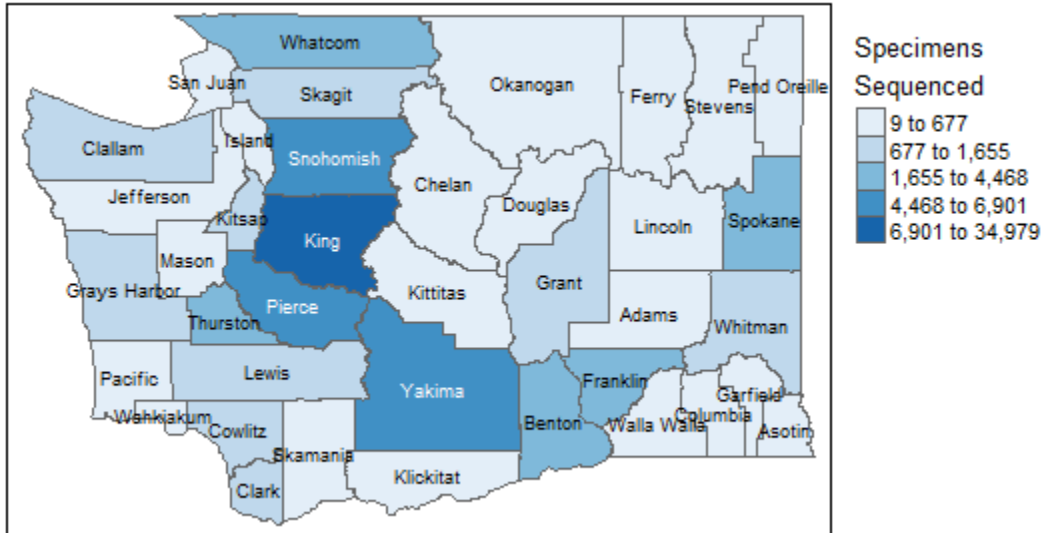 Whatcom
San Juan
Skagit
Okanogan
Ferry
Stevens
Pend Oreille
Clallam
Island
Snohomish
Chelan
Jefferson
Douglas
Kitsap
King
Lincoln
Spokane
Mason
Grays Harbor
Kittitas
Grant
Pierce
Adams
Thurston
Whitman
Pacific
Lewis
Yakima
Franklin
Garfield
Wahkiakum
Cowlitz
Benton
Walla Walla
Columbia
Asotin
Skamania
Klickitat
Clark
Specimens
Sequenced
9 to 677
677 to 1,655
1,655 to 4,468
4,468 to 6,901
6,901 to 34,979